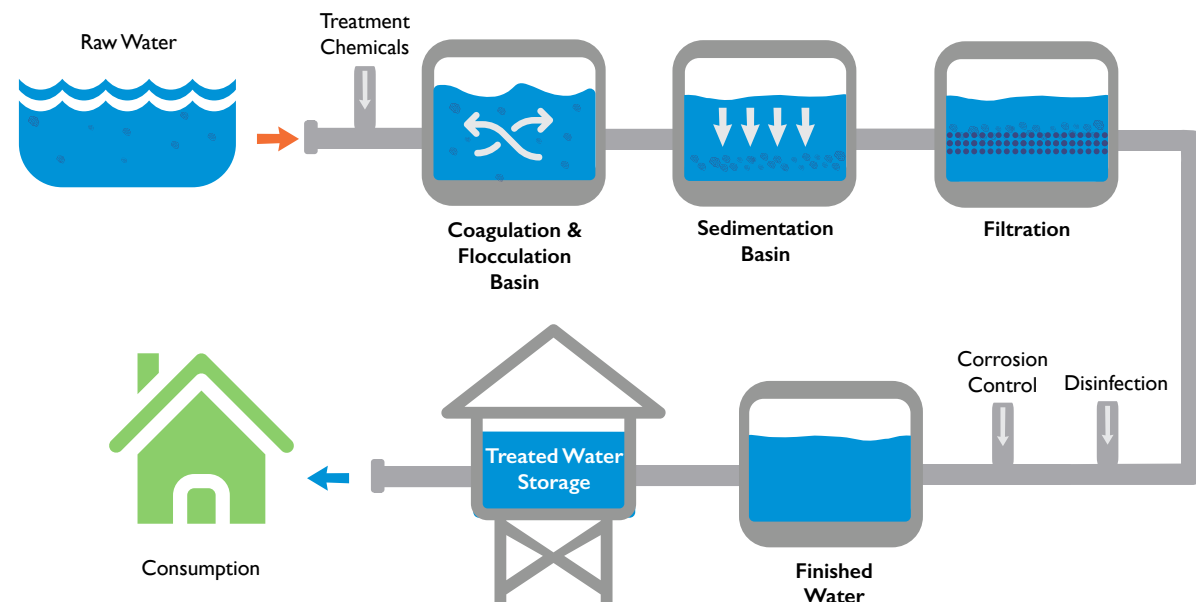 Raw Water
Treatment
Chemicals
Coagulation &
Flocculation
Basin
Sedimentation
Basin
Filtration
Corrosion
Control
Disinfection
Finished
Water
Treated Water
Storage
Consumption